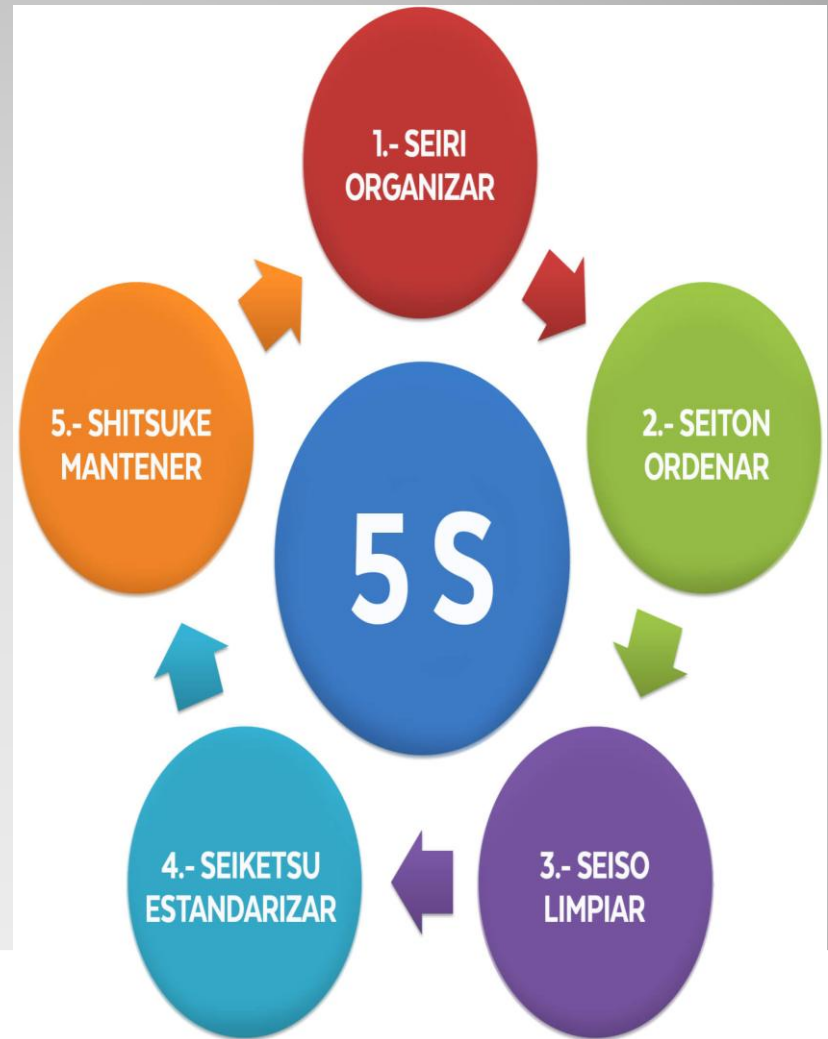 1.- SEIRI
ORGANIZAR
2.- SEITON
ORDENAR
3.- SEISO
LIMPIAR
4.- SEIKETSU
ESTANDARIZAR
5.- SHITSUKE
MANTENER
5 S